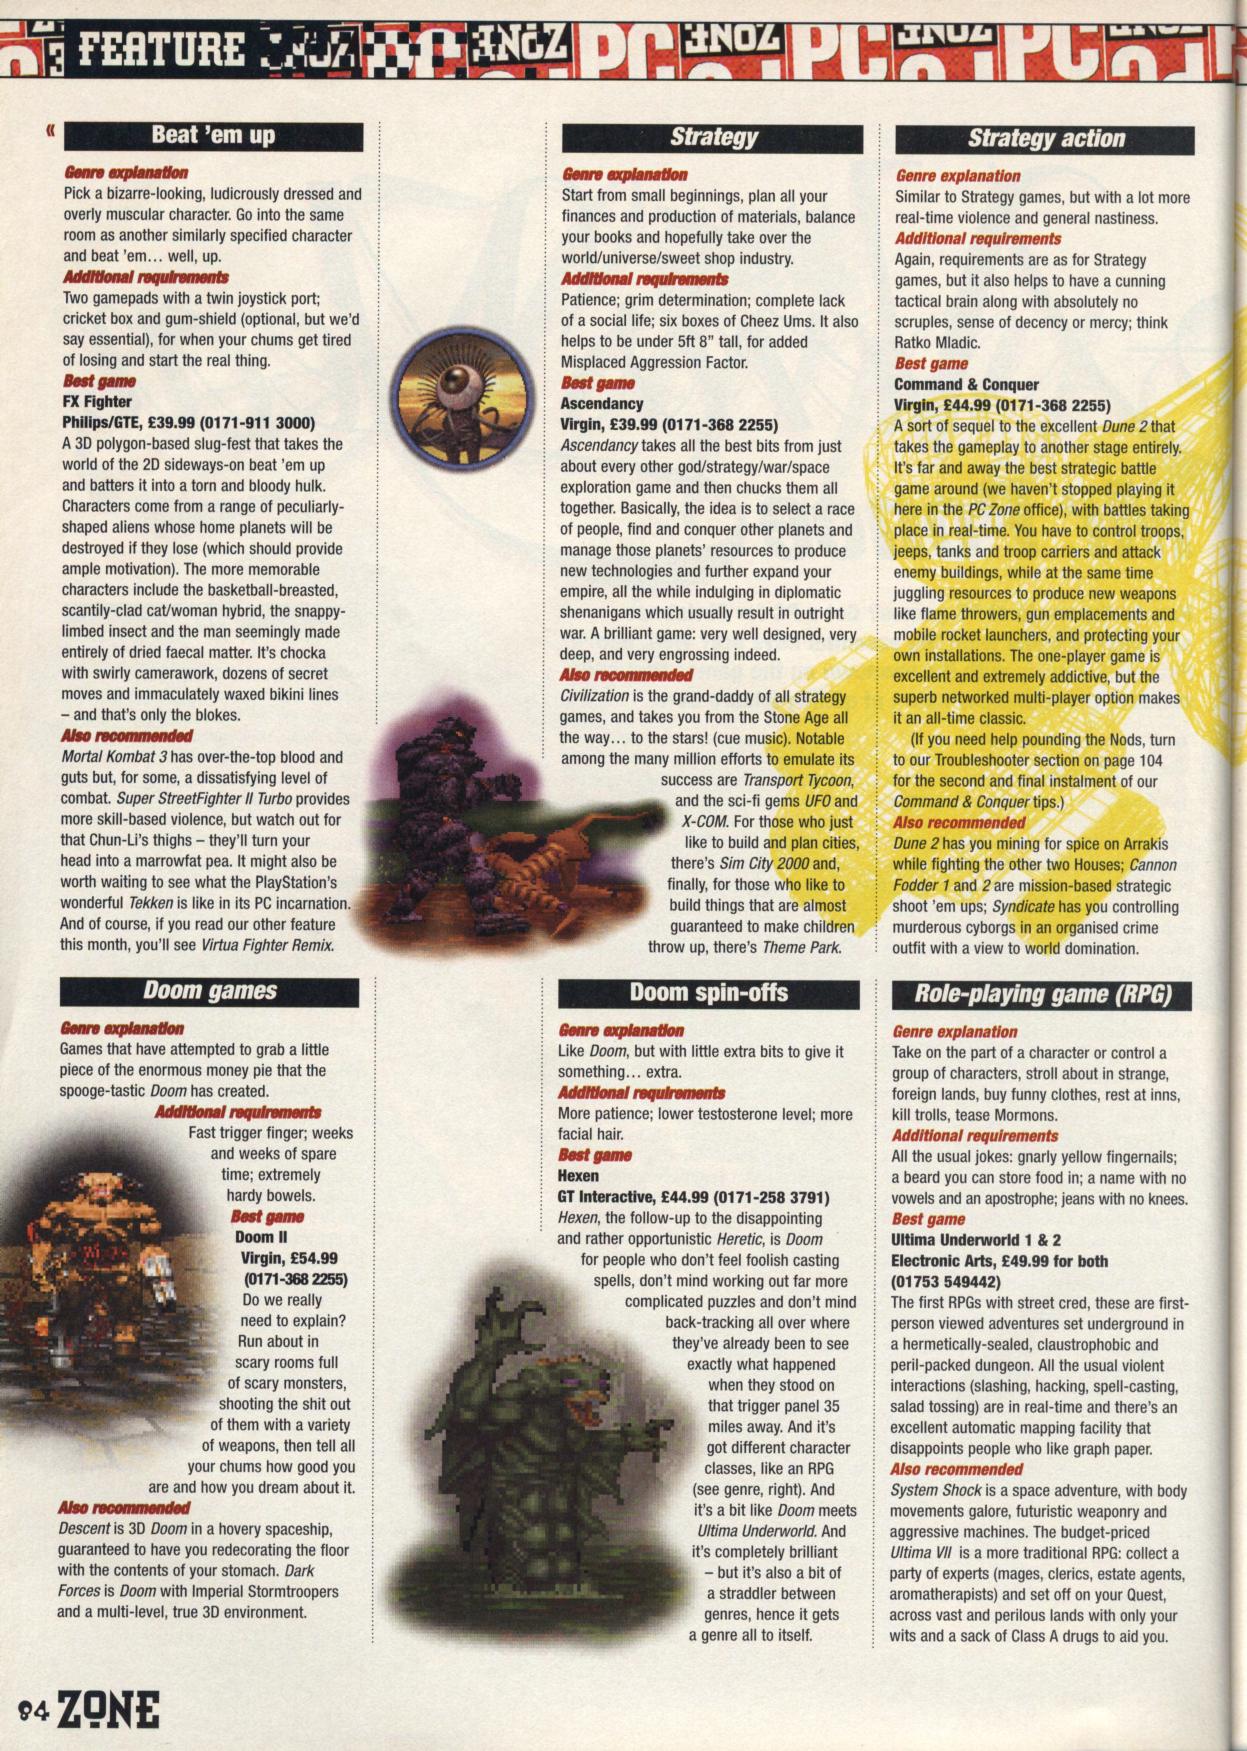 FEATURE
« Beat 'em up
Genre explanation
Pick a bizarre-looking, ludicrously dressed and
overly muscular character. Go into the same
room as another similarly specified character
and beat 'em… well, up.
Additional requirements
Two gamepads with a twin joystick port;
cricket box and gum-shield (optional, but we'd
say essential), for when your chums get tired
of losing and start the real thing.
Best game
FX Fighter
Philips/GTE, £39.99 (0171-911 3000)
A 3D polygon-based slug-fest that takes the
world of the 2D sideways-on beat 'em up
and batters it into a torn and bloody hulk.
Characters come from a range of peculiarly-
shaped aliens whose home planets will be
destroyed if they lose (which should provide
ample motivation). The more memorable
characters include the basketball-breasted,
scantily-clad cat/woman hybrid, the snappy-
limbed insect and the man seemingly made
entirely of dried faecal matter. It's chocka
with swirly camerawork, dozens of secret
moves and immaculately waxed bikini lines
– and that's only the blokes.
Also recommended
Mortal Kombat 3 has over-the-top blood and
guts but, for some, a dissatisfying level of
combat. Super StreetFighter II Turbo provides
more skill-based violence, but watch out for
that Chun-Li's thighs – they'll turn your
head into a marrowfat pea. It might also be
worth waiting to see what the PlayStation's
wonderful Tekken is like in its PC incarnation.
And of course, if you read our other feature
this month, you'll see Virtua Fighter Remix.
Strategy
Genre explanation
Start from small beginnings, plan all your
finances and production of materials, balance
your books and hopefully take over the
world/universe/sweet shop industry.
Additional requirements
Patience; grim determination; complete lack
of a social life; six boxes of Cheez Ums. It also
helps to be under 5ft 8" tall, for added
Misplaced Aggression Factor.
Best game
Ascendancy
Virgin, £39.99 (0171-368 2255)
Ascendancy takes all the best bits from just
about every other god/strategy/war/space
exploration game and then chucks them all
together. Basically, the idea is to select a race
of people, find and conquer other planets and
manage those planets' resources to produce
new technologies and further expand your
empire, all the while indulging in diplomatic
shenanigans which usually result in outright
war. A brilliant game: very well designed, very
deep, and very engrossing indeed.
Also recommended
Civilization is the grand-daddy of all strategy
games, and takes you from the Stone Age all
the way… to the stars! (cue music). Notable
among the many million efforts to emulate its
success are Transport Tycoon,
and the sci-fi gems UFO and
X-COM. For those who just
like to build and plan cities,
there's Sim City 2000 and,
finally, for those who like to
build things that are almost
guaranteed to make children
throw up, there's Theme Park.
Strategy action
Genre explanation
Similar to Strategy games, but with a lot more
real-time violence and general nastiness.
Additional requirements
Again, requirements are as for Strategy
games, but it also helps to have a cunning
tactical brain along with absolutely no
scruples, sense of decency or mercy; think
Ratko Mladic.
Best game
Command & Conquer
Virgin, £44.99 (0171-368 2255)
A sort of sequel to the excellent Dune 2 that
takes the gameplay to another stage entirely.
It's far and away the best strategic battle
game around (we haven't stopped playing it
here in the PC Zone office), with battles taking
place in real-time. You have to control troops,
jeeps, tanks and troop carriers and attack
enemy buildings, while at the same time
juggling resources to produce new weapons
like flame throwers, gun emplacements and
mobile rocket launchers, and protecting your
own installations. The one-player game is
excellent and extremely addictive, but the
superb networked multi-player option makes
it an all-time classic.
(If you need help pounding the Nods, turn
to our Troubleshooter section on page 104
for the second and final instalment of our
Command & Conquer tips.)
Also recommended
Dune 2 has you mining for spice on Arrakis
while fighting the other two Houses; Cannon
Fodder 1 and 2 are mission-based strategic
shoot 'em ups; Syndicate has you controlling
murderous cyborgs in an organised crime
outfit with a view to world domination.
Doom games
Genre explanation
Games that have attempted to grab a little
piece of the enormous money pie that the
spooge-tastic Doom has created.
Additional requirements
Fast trigger finger; weeks
and weeks of spare
time; extremely
hardy bowels.
Best game
Doom II
Virgin, £54.99
(0171-368 2255)
Do we really
need to explain?
Run about in
scary rooms full
of scary monsters,
shooting the shit out
of them with a variety
of weapons, then tell all
your chums how good you
are and how you dream about it.
Also recommended
Descent is 3D Doom in a hovery spaceship,
guaranteed to have you redecorating the floor
with the contents of your stomach. Dark
Forces is Doom with Imperial Stormtroopers
and a multi-level, true 3D environment.
Doom spin-offs
Genre explanation
Like Doom, but with little extra bits to give it
something… extra.
Additional requirements
More patience; lower testosterone level; more
facial hair.
Best game
Hexen
GT Interactive, £44.99 (0171-258 3791)
Hexen, the follow-up to the disappointing
and rather opportunistic Heretic, is Doom
for people who don't feel foolish casting
spells, don't mind working out far more
complicated puzzles and don't mind
back-tracking all over where
they've already been to see
exactly what happened
when they stood on
that trigger panel 35
miles away. And it's
got different character
classes, like an RPG
(see genre, right). And
it's a bit like Doom meets
Ultima Underworld. And
it's completely brilliant
– but it's also a bit of
a straddler between
genres, hence it gets
a genre all to itself.
Role-playing game (RPG)
Genre explanation
Take on the part of a character or control a
group of characters, stroll about in strange,
foreign lands, buy funny clothes, rest at inns,
kill trolls, tease Mormons.
Additional requirements
All the usual jokes: gnarly yellow fingernails;
a beard you can store food in; a name with no
vowels and an apostrophe; jeans with no knees.
Best game
Ultima Underworld 1 & 2
Electronic Arts, £49.99 for both
(01753 549442)
The first RPGs with street cred, these are first-
person viewed adventures set underground in
a hermetically-sealed, claustrophobic and
peril-packed dungeon. All the usual violent
interactions (slashing, hacking, spell-casting,
salad tossing) are in real-time and there's an
excellent automatic mapping facility that
disappoints people who like graph paper.
Also recommended
System Shock is a space adventure, with body
movements galore, futuristic weaponry and
aggressive machines. The budget-priced
Ultima VII is a more traditional RPG: collect a
party of experts (mages, clerics, estate agents,
aromatherapists) and set off on your Quest,
across vast and perilous lands with only your
wits and a sack of Class A drugs to aid you.
84 ZONE